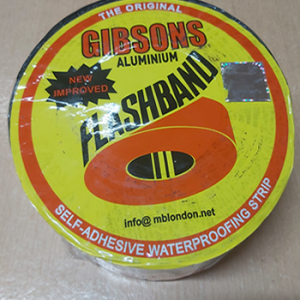 THE ORIGINAL
GIBSONS
ALUMINIUM
NEW
IMPROVED
FLASHBAND
info@ mblondon.net
SELF-ADHESIVE WATERPROOFING STRIP